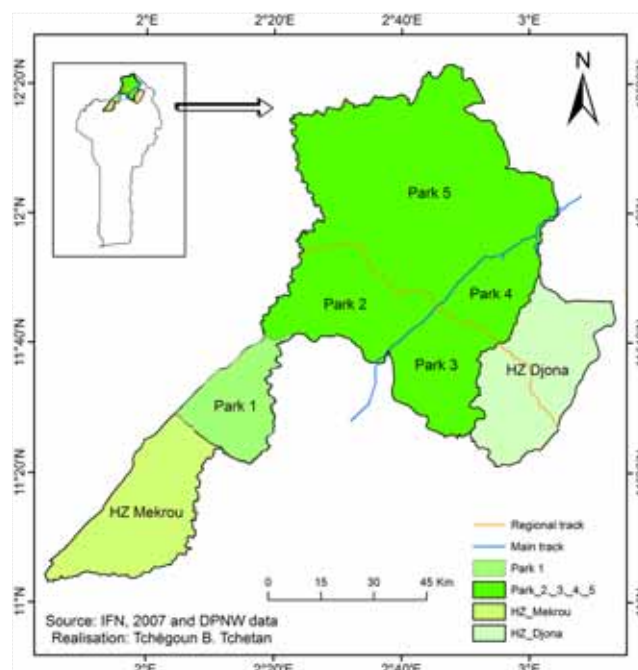 2°E 2°20'E 2°40'E 3°E
N
12°20'N
Park 5
12°N
Park 2
Park 4
11°40'N
Park 3
HZ Djona
Park 1
11°20'N
HZ Mekrou
Regional track
Main track
Park 1
Park_2_3_4_5
HZ_Mekrou
HZ_Djona
0 15 30 45 Km
11°N
Source: IFN, 2007 and DPNW data
Realisation: Tchégoun B. Tchetan
2°E 2°20'E 2°40'E 3°E